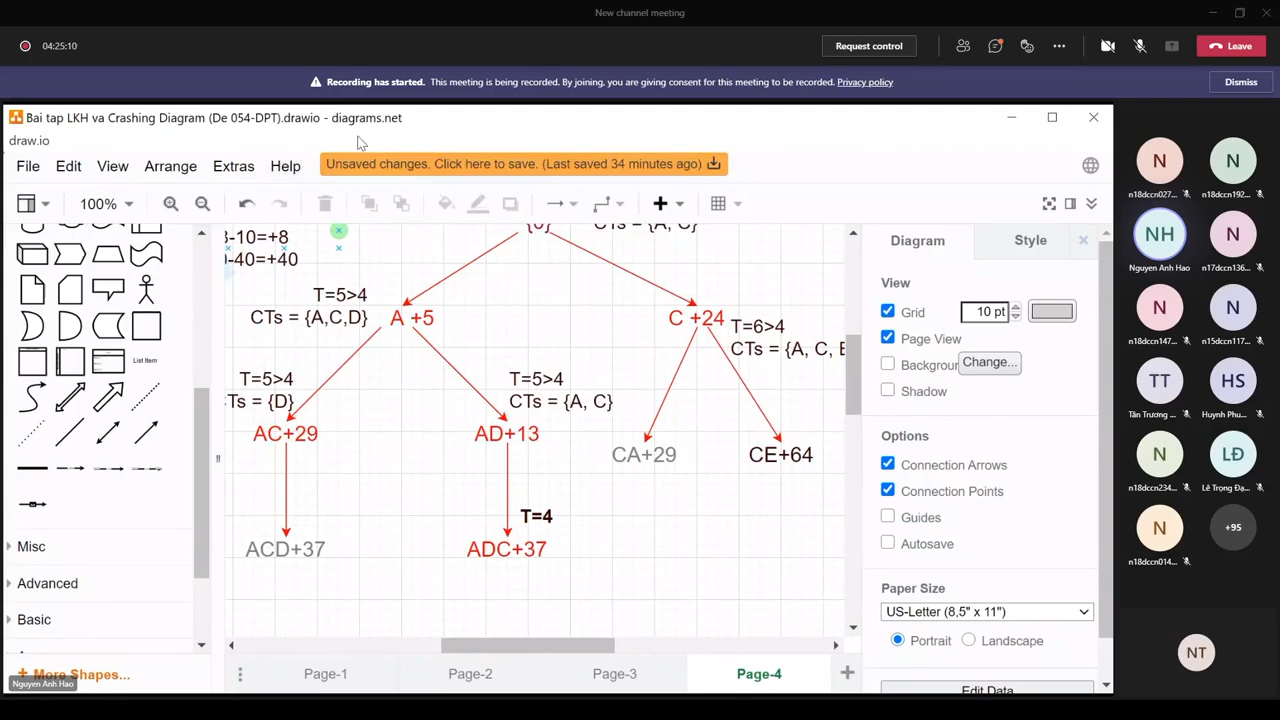 New channel meeting
04:25:10
Request control
Leave
Recording has started. This meeting is being recorded. By joining, you are giving consent for this meeting to be recorded. Privacy policy
Dismiss
Bai tap LKH va Crashing Diagram (De 054-DPT).drawio - diagrams.net
draw.io
File Edit View Arrange Extras Help
Unsaved changes. Click here to save. (Last saved 34 minutes ago)
100%
-10=+8
-40=+40
CTs = {A, C}
T=5>4
CTs = {A,C,D}
A +5
C +24
T=6>4
CTs = {A, C, E
T=5>4
CTs = {D}
AC+29
T=5>4
CTs = {A, C}
AD+13
CA+29
CE+64
T=4
ACD+37
ADC+37
List Item
Misc
Advanced
Basic
+ More Shapes...
Nguyen Anh Hao
Page-1
Page-2
Page-3
Page-4
Diagram
Style
View
Grid
10 pt
Page View
Backgroun
Change...
Shadow
Options
Connection Arrows
Connection Points
Guides
Autosave
Paper Size
US-Letter (8,5" x 11")
Portrait
Landscape
Edit Data
N
n18dccn027...
N
n18dccn192...
NH
Nguyen Anh Hao
N
n17dccn136...
N
n18dccn147...
N
n15dccn117...
TT
Tân Trương ...
HS
Huynh Phu...
N
n18dccn234...
LĐ
Lê Trọng Đạ...
N
n18dccn014...
+95
NT